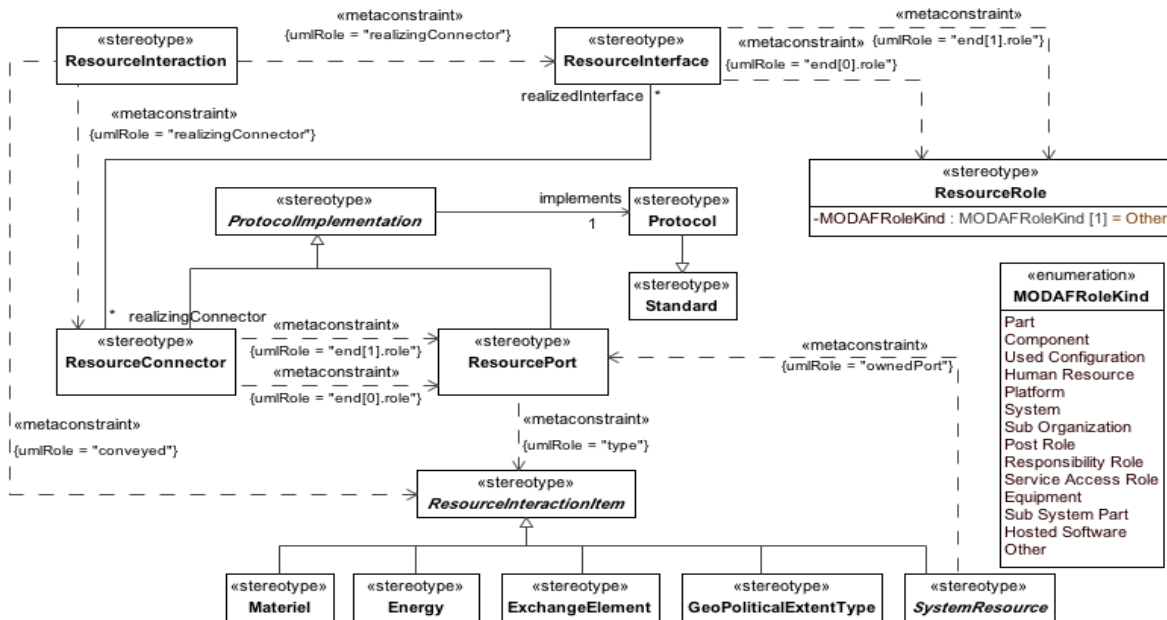 «metaconstraint»
{umlRole = "realizingConnector"}
«stereotype»
ResourceInteraction
«stereotype»
ResourceInterface
«metaconstraint»
{umlRole = "end[1].role"}
«metaconstraint»
{umlRole = "end[0].role"}
realizedInterface
*
«metaconstraint»
{umlRole = "realizingConnector"}
«stereotype»
ResourceRole
-MODAFRoleKind : MODAFRoleKind [1] = Other
«stereotype»
ProtocolImplementation
implements
1
«stereotype»
Protocol
«stereotype»
Standard
«enumeration»
MODAFRoleKind
Part
Component
Used Configuration
Human Resource
Platform
System
Sub Organization
Post Role
Responsibility Role
Service Access Role
Equipment
Sub System Part
Hosted Software
Other
*
realizingConnector
«stereotype»
ResourceConnector
«metaconstraint»
{umlRole = "end[1].role"}
«metaconstraint»
{umlRole = "end[0].role"}
«stereotype»
ResourcePort
«metaconstraint»
{umlRole = "ownedPort"}
«metaconstraint»
{umlRole = "conveyed"}
«metaconstraint»
{umlRole = "type"}
«stereotype»
ResourceInteractionItem
«stereotype»
Materiel
«stereotype»
Energy
«stereotype»
ExchangeElement
«stereotype»
GeoPoliticalExtentType
«stereotype»
SystemResource